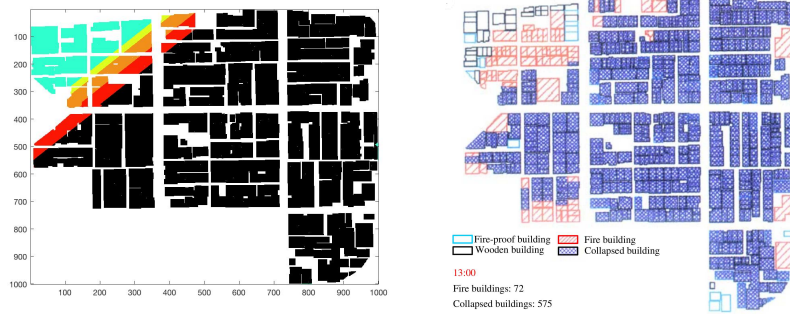 100
200
300
400
500
600
700
800
900
1000
100 200 300 400 500 600 700 800 900 1000
Fire-proof building Fire building
Wooden building Collapsed building
13:00
Fire buildings: 72
Collapsed buildings: 575